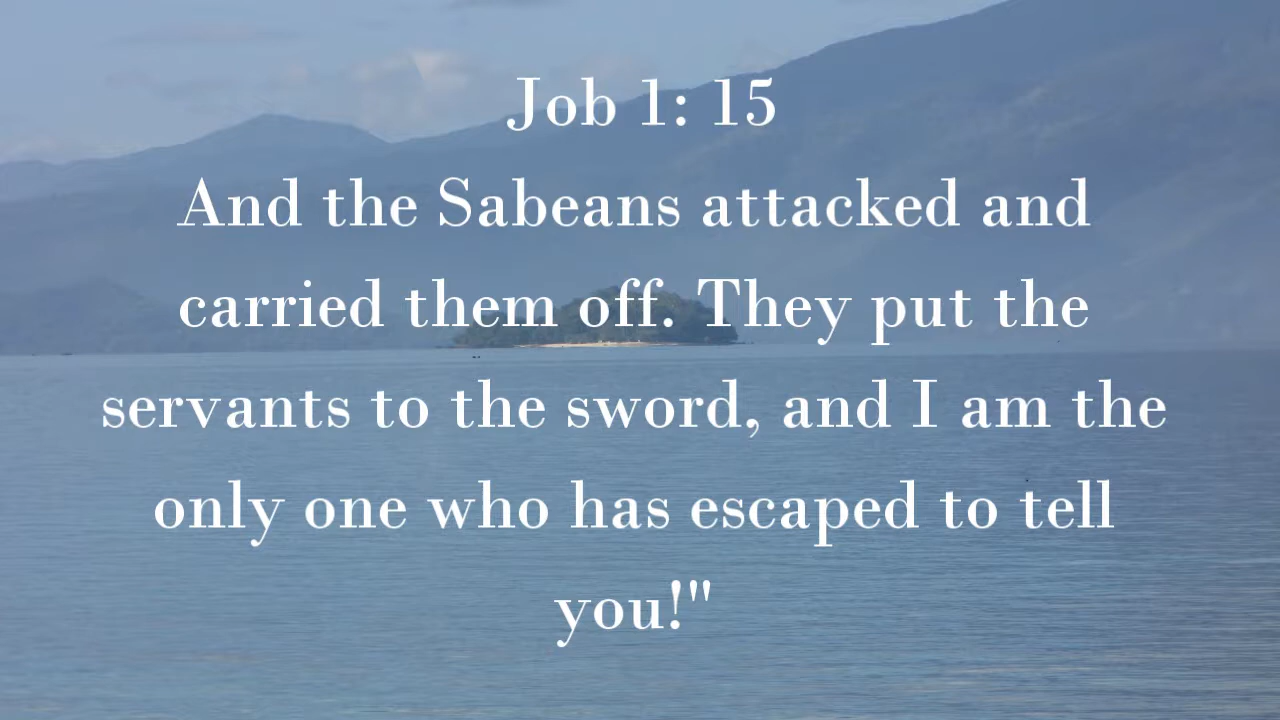 Job 1: 15
And the Sabeans attacked and
carried them off. They put the
servants to the sword, and I am the
only one who has escaped to tell
you!"